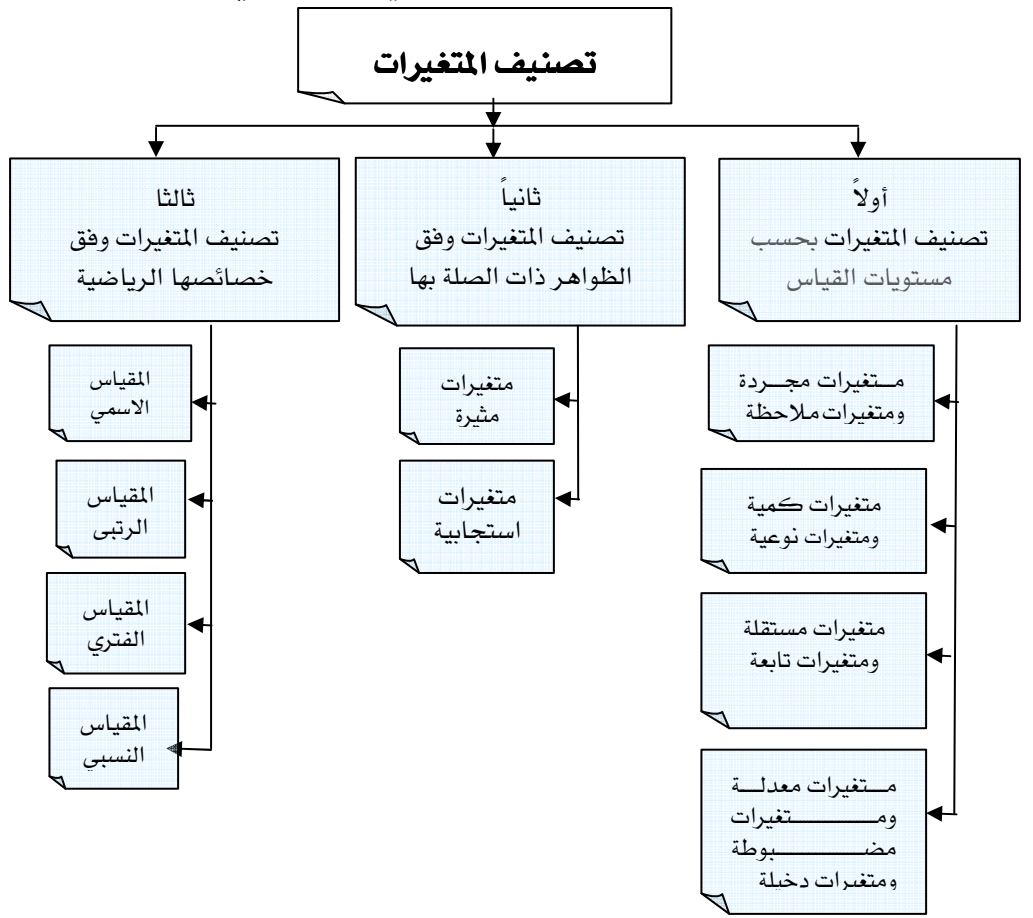 تصنيف المتغيرات
أولاً
تصنيف المتغيرات بحسب
مستويات القياس
متغيرات مجردة
ومتغيرات ملاحظة
متغيرات كمية
ومتغيرات نوعية
متغيرات مستقلة
ومتغيرات تابعة
متغيرات معدلة
ومتغيرات
مضبوطة
ومتغيرات دخيلة
ثانياً
تصنيف المتغيرات وفق
الظواهر ذات الصلة بها
متغيرات
مثيرة
متغيرات
استجابية
ثالثا
تصنيف المتغيرات وفق
خصائصها الرياضية
المقياس
الاسمي
المقياس
الرتبى
المقياس
الفتري
المقياس
النسبي